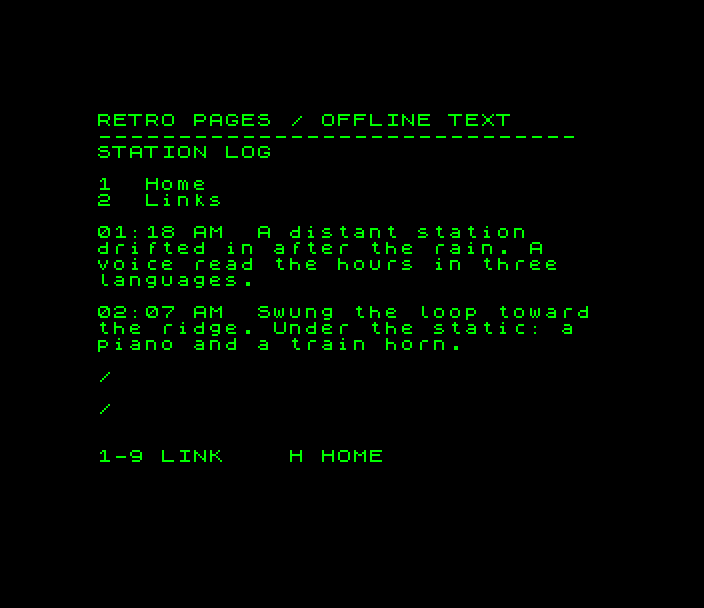 RETRO PAGES / OFFLINE TEXT
------------------------------
STATION LOG
1  Home
2  Links
01:18 AM  A distant station
drifted in after the rain. A
voice read the hours in three
languages.
02:07 AM  Swung the loop toward
the ridge. Under the static: a
piano and a train horn.
/
/
1-9 LINK    H HOME